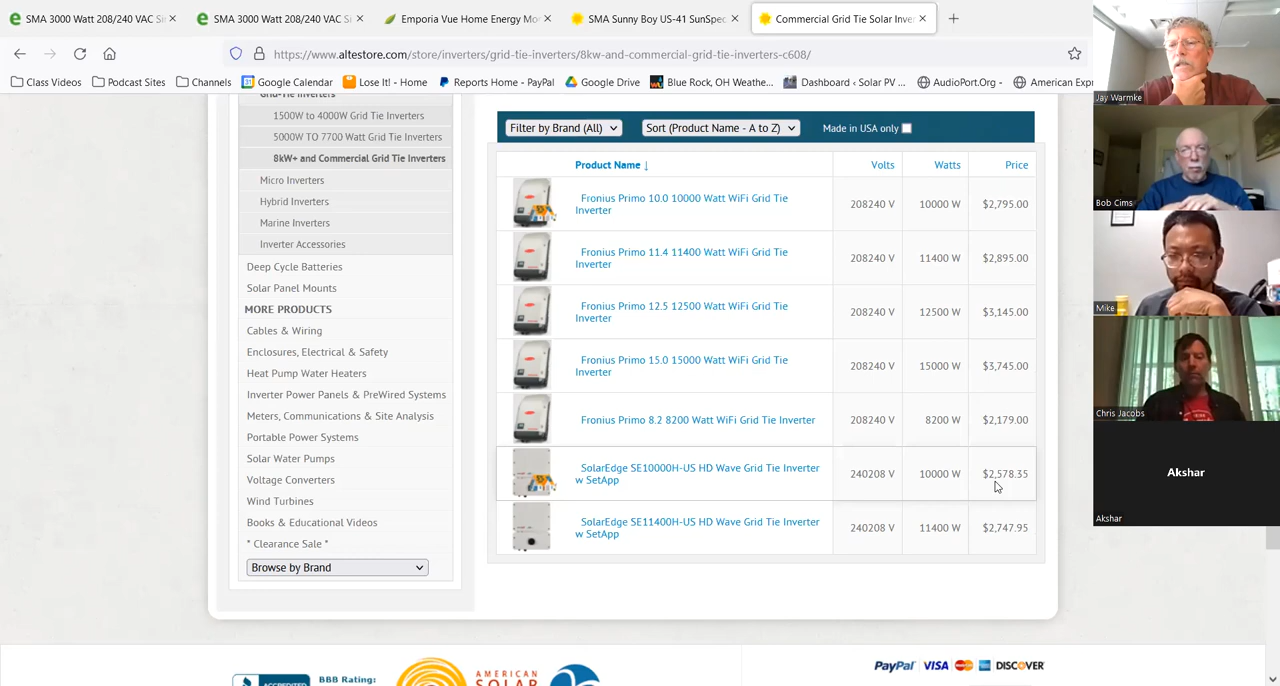 SMA 3000 Watt 208/240 VAC Si
SMA 3000 Watt 208/240 VAC Si
Emporia Vue Home Energy Mo
SMA Sunny Boy US-41 SunSpec
Commercial Grid Tie Solar Inver
https://www.altestore.com/store/inverters/grid-tie-inverters/8kw-and-commercial-grid-tie-inverters-c608/
Class Videos
Podcast Sites
Channels
Google Calendar
Lose It! - Home
Resolution Home - PayPal
Google Drive
Blue Rock, OH Weathe...
Dashboard ‹ Solar PV ...
AudioPort.Org -
American Expr
Grid-Tie Inverters
1500W to 4000W Grid Tie Inverters
5000W TO 7700 Watt Grid Tie Inverters
8kW+ and Commercial Grid Tie Inverters
Micro Inverters
Hybrid Inverters
Marine Inverters
Inverter Accessories
Deep Cycle Batteries
Solar Panel Mounts
MORE PRODUCTS
Cables & Wiring
Enclosures, Electrical & Safety
Heat Pump Water Heaters
Inverter Power Panels & PreWired Systems
Meters, Communications & Site Analysis
Portable Power Systems
Solar Water Pumps
Voltage Converters
Wind Turbines
Books & Educational Videos
* Clearance Sale *
Browse by Brand
Filter by Brand (All)
Sort (Product Name - A to Z)
Made in USA only
Product Name ↓ Volts Watts Price
Fronius Primo 10.0 10000 Watt WiFi Grid Tie
Inverter
208240 V 10000 W $2,795.00
Fronius Primo 11.4 11400 Watt WiFi Grid Tie
Inverter
208240 V 11400 W $2,895.00
Fronius Primo 12.5 12500 Watt WiFi Grid Tie
Inverter
208240 V 12500 W $3,145.00
Fronius Primo 15.0 15000 Watt WiFi Grid Tie
Inverter
208240 V 15000 W $3,745.00
Fronius Primo 8.2 8200 Watt WiFi Grid Tie Inverter
208240 V 8200 W $2,179.00
SolarEdge SE10000H-US HD Wave Grid Tie Inverter
w SetApp
240208 V 10000 W $2,578.35
SolarEdge SE11400H-US HD Wave Grid Tie Inverter
w SetApp
240208 V 11400 W $2,747.95
ACCREDITED
BBB Rating:
AMERICAN
SOLAR
PayPal VISA DISCOVER
Jay Warmke
Bob Cims
Mike
Chris Jacobs
Akshar
Akshar